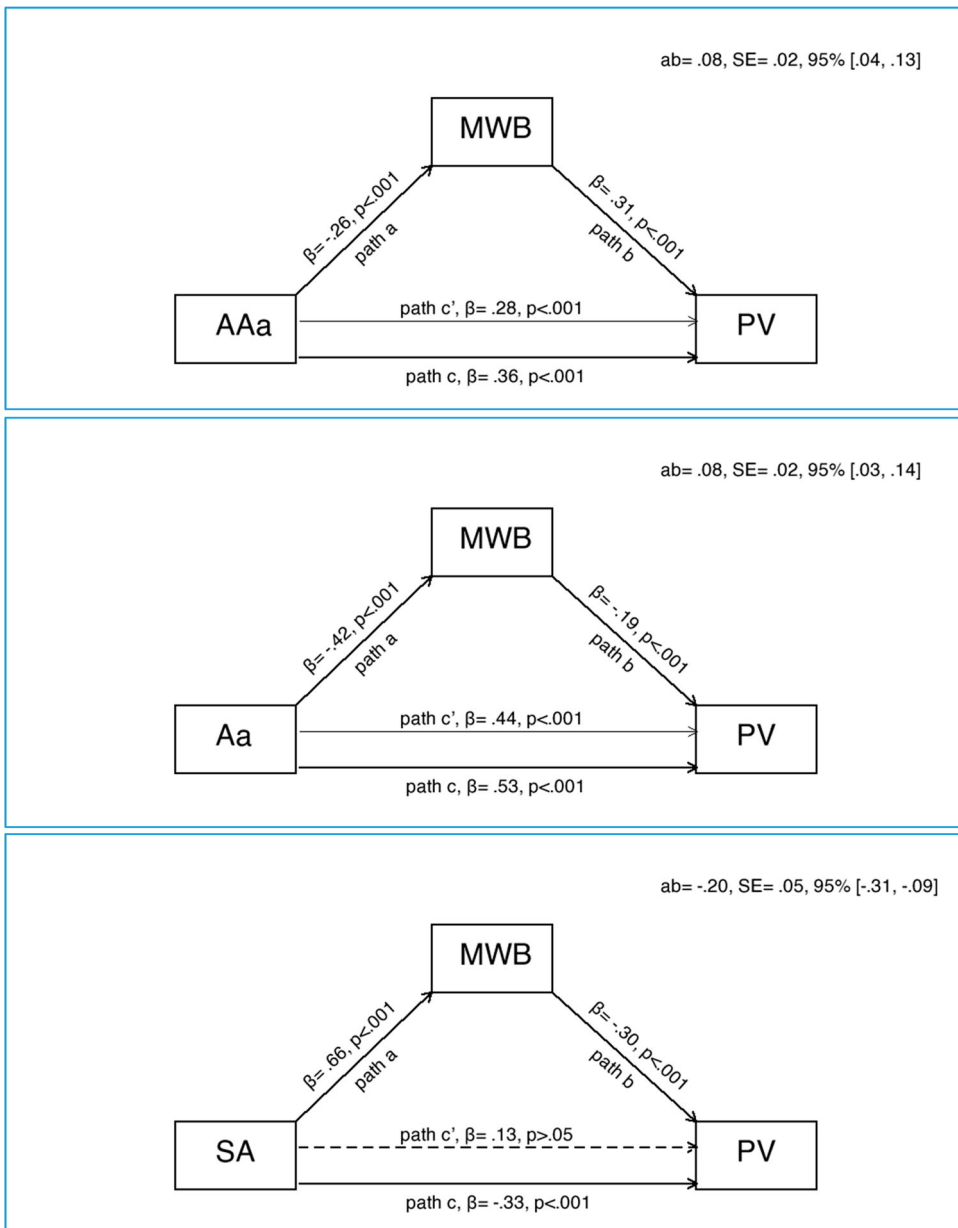 ab= .08, SE= .02, 95% [.04, .13]
MWB
β= -.26, p<.001
path a
β= .31, p<.001
path b
AAa
path c’, β= .28, p<.001
PV
path c, β= .36, p<.001
ab= .08, SE= .02, 95% [.03, .14]
MWB
β= -.42, p<.001
path a
β= -.19, p<.001
path b
Aa
path c’, β= .44, p<.001
PV
path c, β= .53, p<.001
ab= -.20, SE= .05, 95% [-.31, -.09]
MWB
β= .66, p<.001
path a
β= -.30, p<.001
path b
SA
path c’, β= .13, p>.05
PV
path c, β= -.33, p<.001